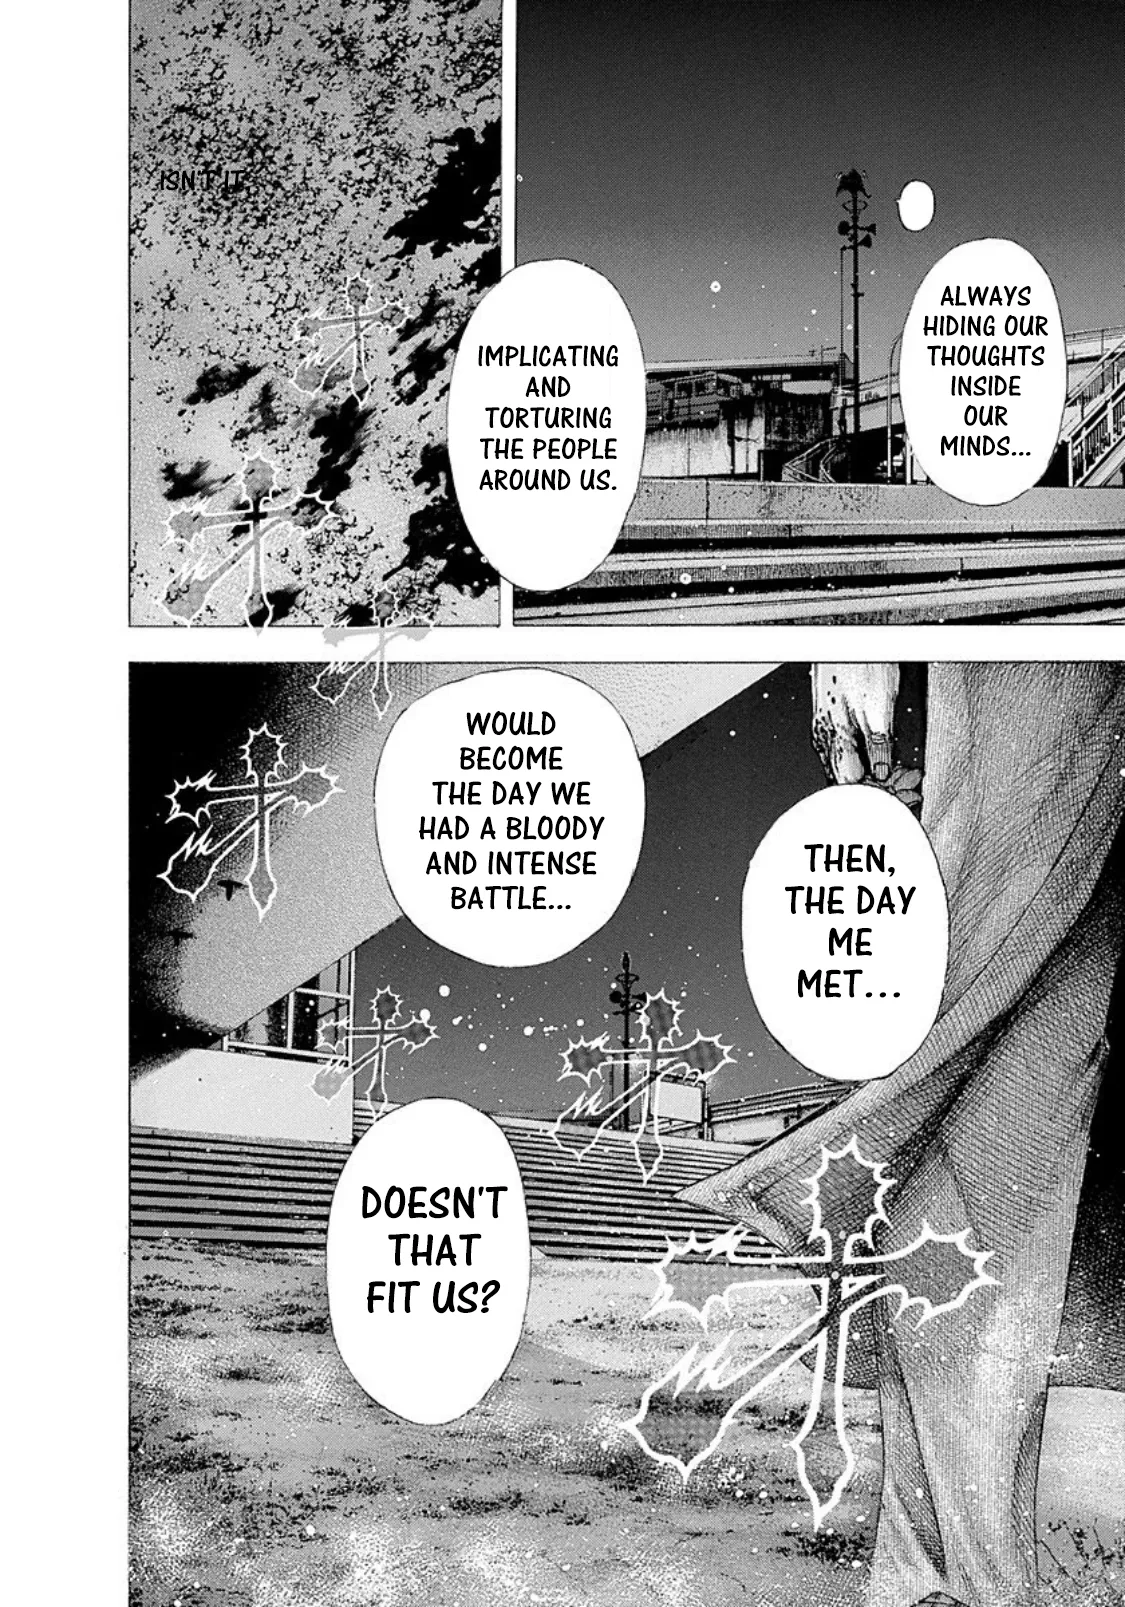 ALWAYS
HIDING OUR
THOUGHTS
INSIDE
OUR
MINDS...
IMPLICATING
AND
TORTURING
THE PEOPLE
AROUND US.
ISN'T IT
THEN,
THE DAY
ME
MET...
WOULD
BECOME
THE DAY WE
HAD A BLOODY
AND INTENSE
BATTLE...
DOESN'T
THAT
FIT US?